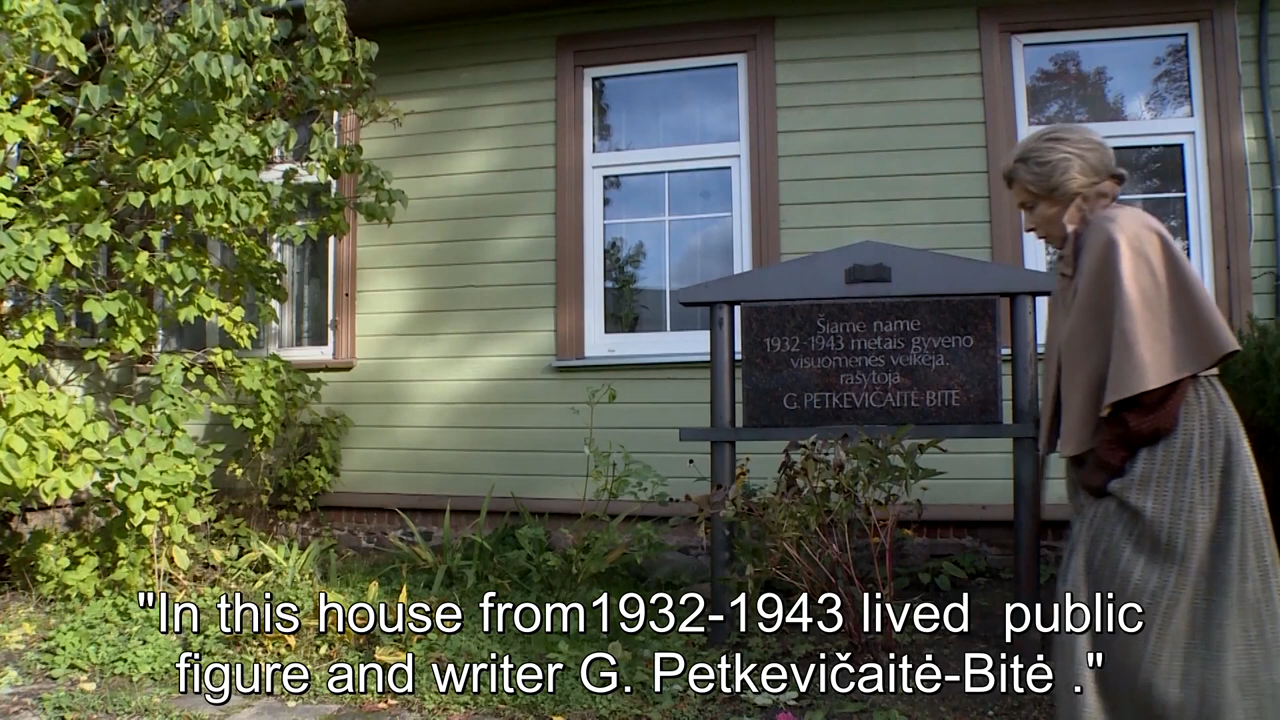 Šiame name
1932-1943 metais gyveno
visuomenės veikėja,
rašytoja
G. PETKEVIČAITĖ-BITĖ
"In this house from1932-1943 lived  public
figure and writer G. Petkevičaitė-Bitė ."